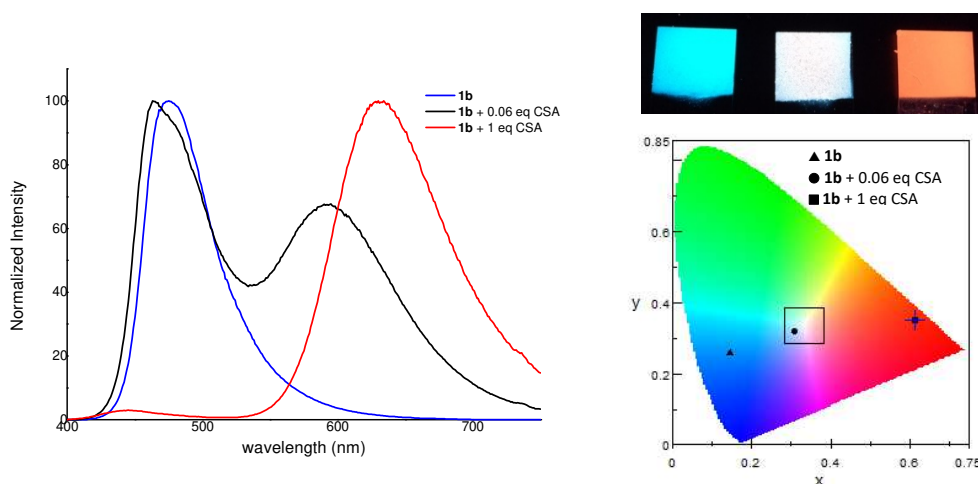 100
80
60
40
20
0
Normalized Intensity
400 500 600 700
wavelength (nm)
1b
1b + 0.06 eq CSA
1b + 1 eq CSA
0.85
0.6
0.4
0.2
0
y
0 0.2 0.4 0.6 0.75
x
1b
1b + 0.06 eq CSA
1b + 1 eq CSA